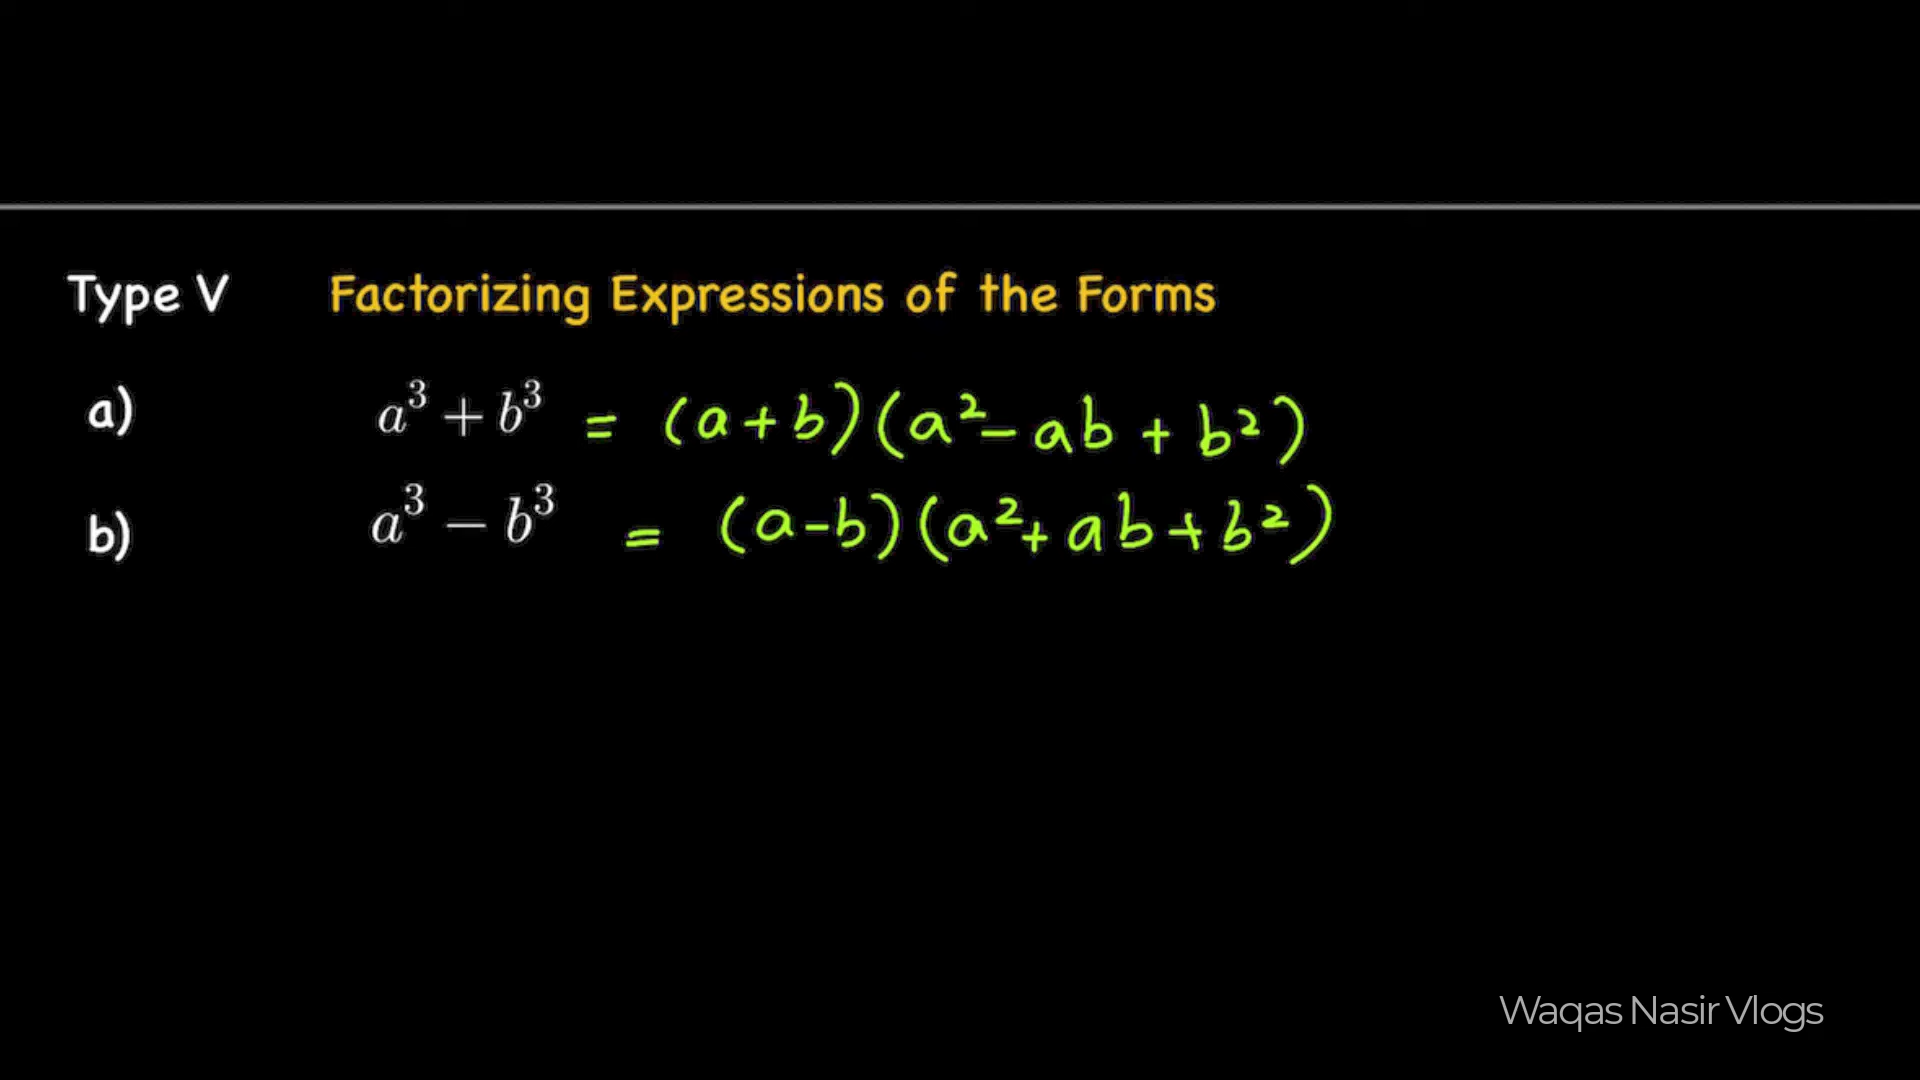 Type V Factorizing Expressions of the Forms
a) a³ + b³ = (a+b)(a² - ab + b²)
b) a³ − b³ = (a-b)(a² + ab + b²)
Waqas Nasir Vlogs